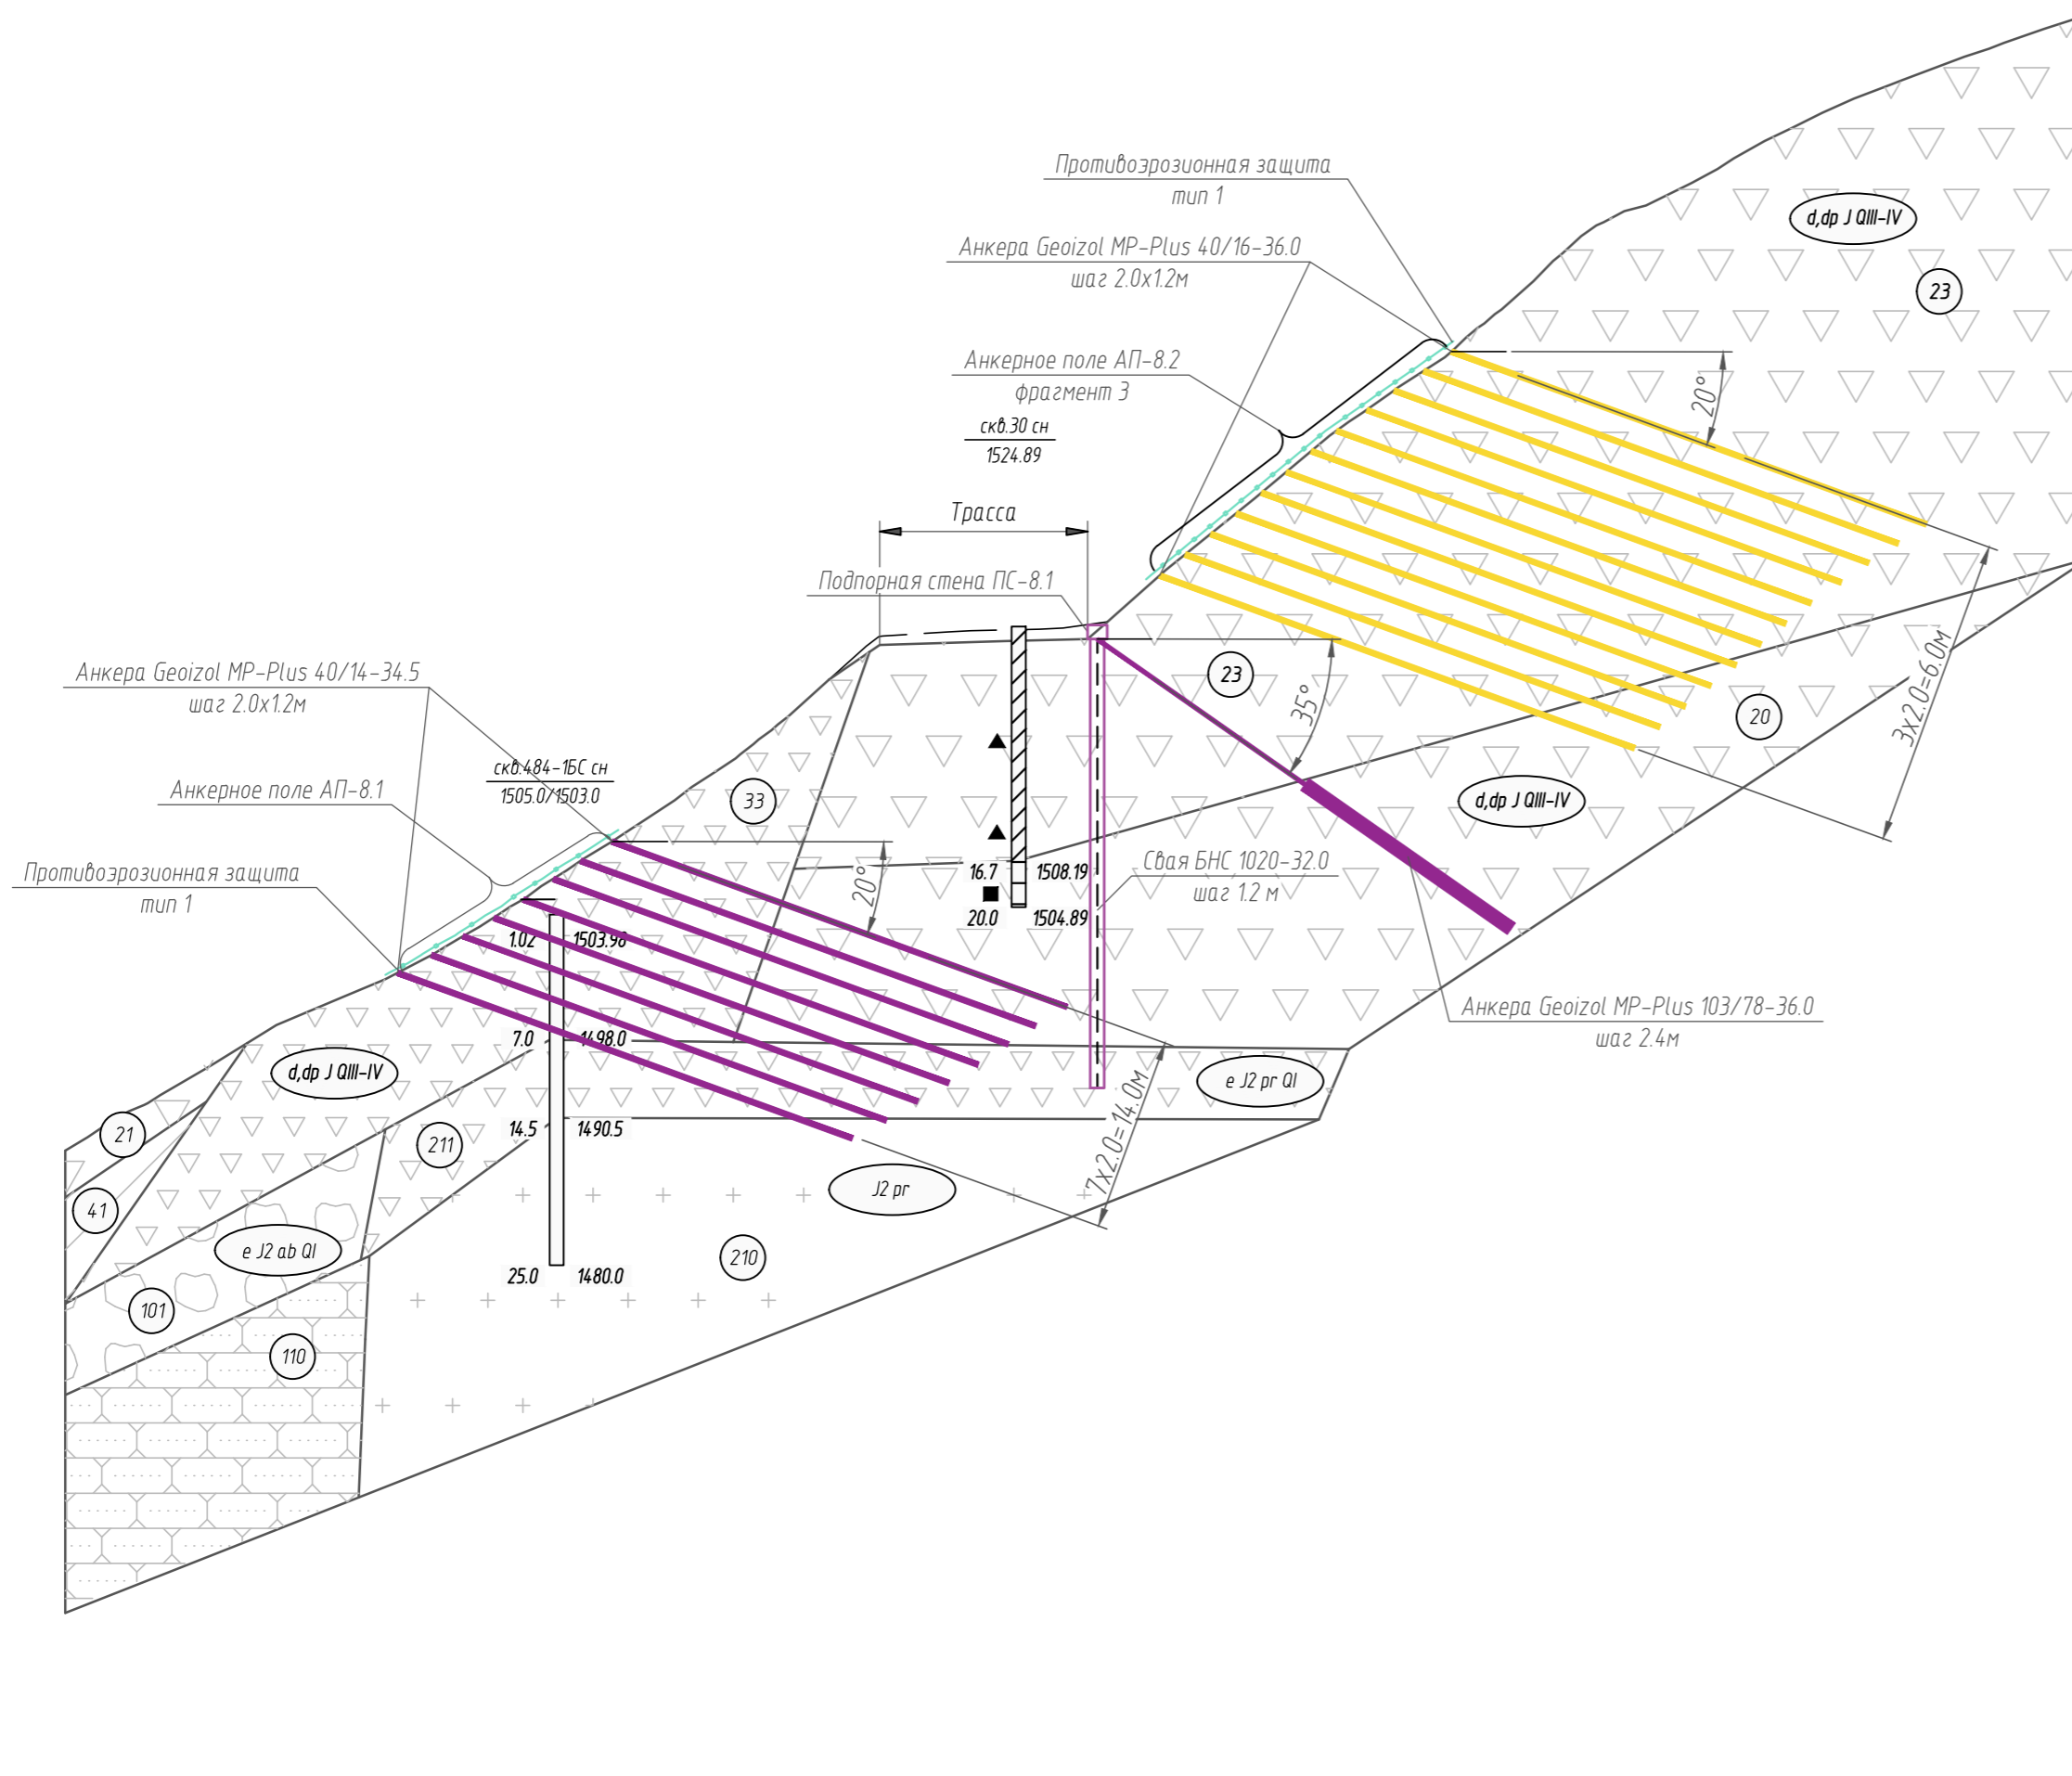 Противоэрозионная защита
тип 1
d,dp J QIII-IV
Анкера Geoizol MP-Plus 40/16-36.0
шаг 2.0х1.2м
23
Анкерное поле АП-8.2
фрагмент 3
20°
скв.30 сн
1524.89
Трасса
Подпорная стена ПС-8.1
Анкера Geoizol MP-Plus 40/14-34.5
шаг 2.0х1.2м
23
35°
20
3х2.0=6.0м
скв.484-1БС сн
1505.0/1503.0
Анкерное поле АП-8.1
33
d,dp J QIII-IV
Противоэрозионная защита
тип 1
20°
16.7 1508.19
Свая БНС 1020-32.0
шаг 1.2 м
20.0 1504.89
1.02 1503.98
Анкера Geoizol MP-Plus 103/78-36.0
шаг 2.4м
7.0 1498.0
d,dp J QIII-IV
e J2 pr QI
21
211
14.5 1490.5
7х2.0=14.0м
J2 pr
41
e J2 ab QI
210
25.0 1480.0
101
110